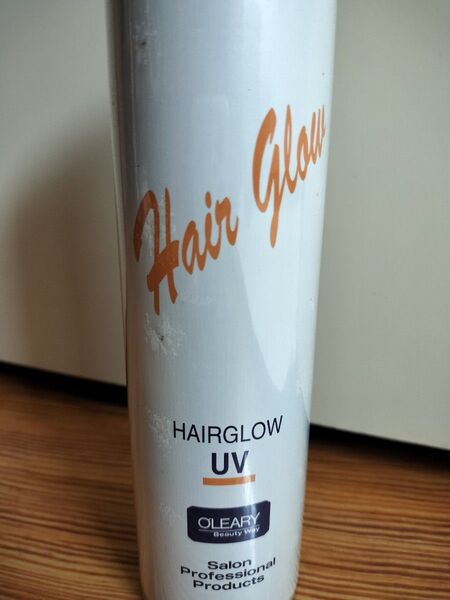 Hair Glow
HAIRGLOW
UV
OLEARY
Beauty Way
Salon
Professional
Products